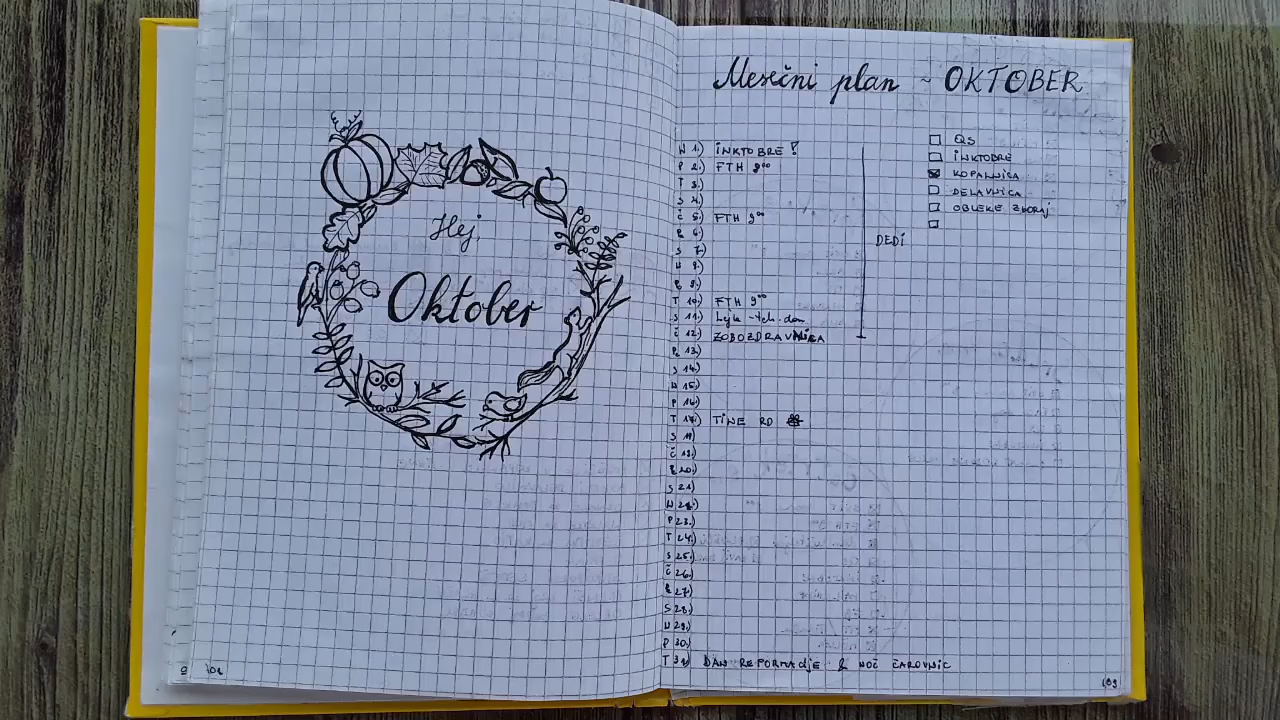 Hej,
Oktober
Mesečni plan ~ OKTOBER
N 1.) INKTOBRE!
P 2.) FTH 9⁰⁰
T 3.)
S 4.)
Č 5.) FTH 9⁰⁰
P 6.)
S 7.)
N 8.)
P 9.)
T 10.) FTH 9⁰⁰
S 11.)
Č 12.) ZOBOZDRAVNICA
P 13.)
S 14.)
N 15.)
P 16.)
T 17.) TINE RD
S 18.)
Č 19.)
P 20.)
S 21.)
N 22.)
P 23.)
T 24.)
S 25.)
Č 26.)
P 27.)
S 28.)
N 29.)
P 30.)
T 31.) DAN REFORMACIJE & NOČ ČAROVNIC
DEDI
QS
INKTOBRE
KOPALNICA
DELAVNICA
OBLEKE ZGORAJ